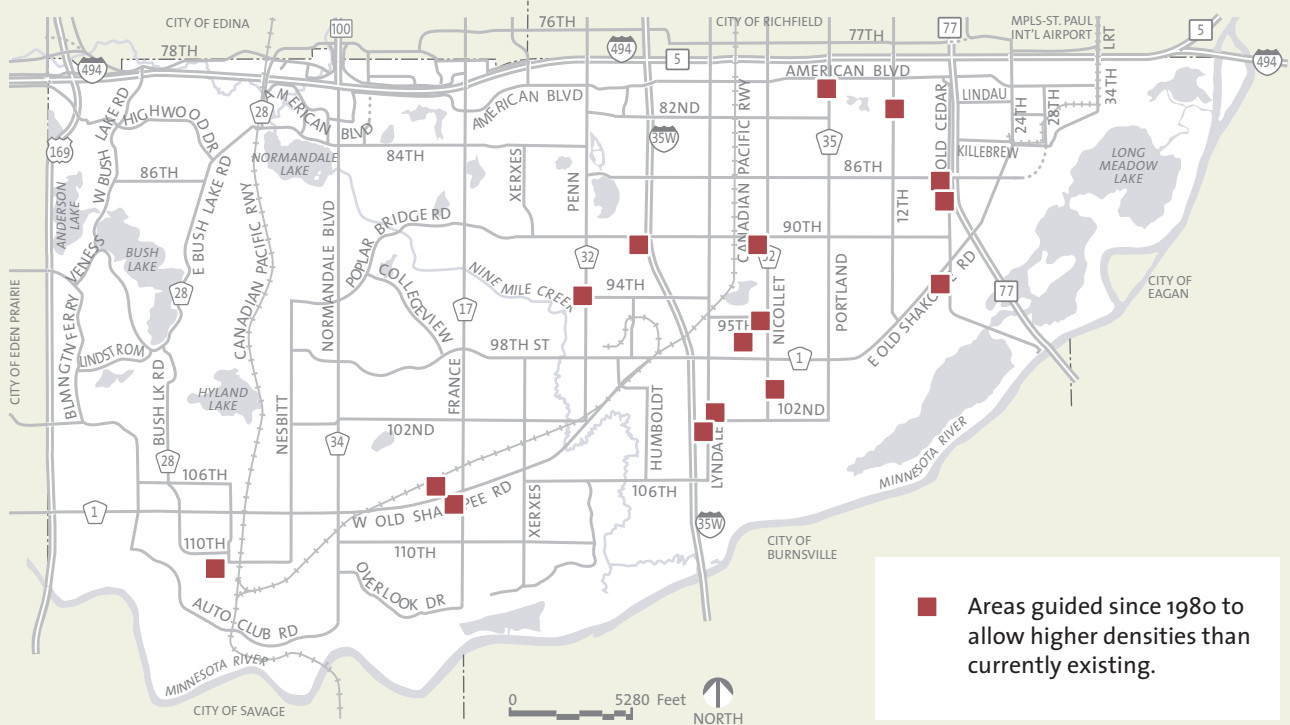 CITY OF EDINA
100
76TH
CITY OF RICHFIELD
77TH
77
MPLS-ST. PAUL
INT'L AIRPORT
LRT
34TH
5
78TH
494
494
5
494
AMERICAN BLVD
28
AMERICAN BLVD
AMERICAN BLVD
82ND
LINDAU
24TH
28TH
W BUSH LAKE RD
HIGHWOOD DR
169
NORMANDALE
LAKE
84TH
35W
35
OLD CEDAR
KILLEBREW
LONG
MEADOW
LAKE
86TH
86TH
XERXES
PENN
CANADIAN PACIFIC RWY
12TH
ANDERSON
LAKE
E BUSH LAKE RD
CANADIAN PACIFIC RWY
NORMANDALE BLVD
POPLAR BRIDGE RD
90TH
BUSH
LAKE
VENESS
32
32
NINE MILE CREEK
94TH
COLLEGEVIEW
NICOLLET
PORTLAND
E OLD SHAKOPEE RD
77
CITY OF
EAGAN
28
17
95TH
CITY OF EDEN PRAIRIE
BLMNGTN FERRY
LINDSTROM
98TH ST
1
BUSH LK RD
HYLAND
LAKE
NESBITT
FRANCE
HUMBOLDT
102ND
102ND
34
LYNDALE
28
106TH
XERXES
106TH
MINNESOTA RIVER
W OLD SHAKOPEE RD
1
35W
110TH
110TH
CITY OF
BURNSVILLE
OVERLOOK DR
AUTO CLUB RD
MINNESOTA RIVER
CITY OF SAVAGE
0
5280 Feet
NORTH
Areas guided since 1980 to
allow higher densities than
currently existing.